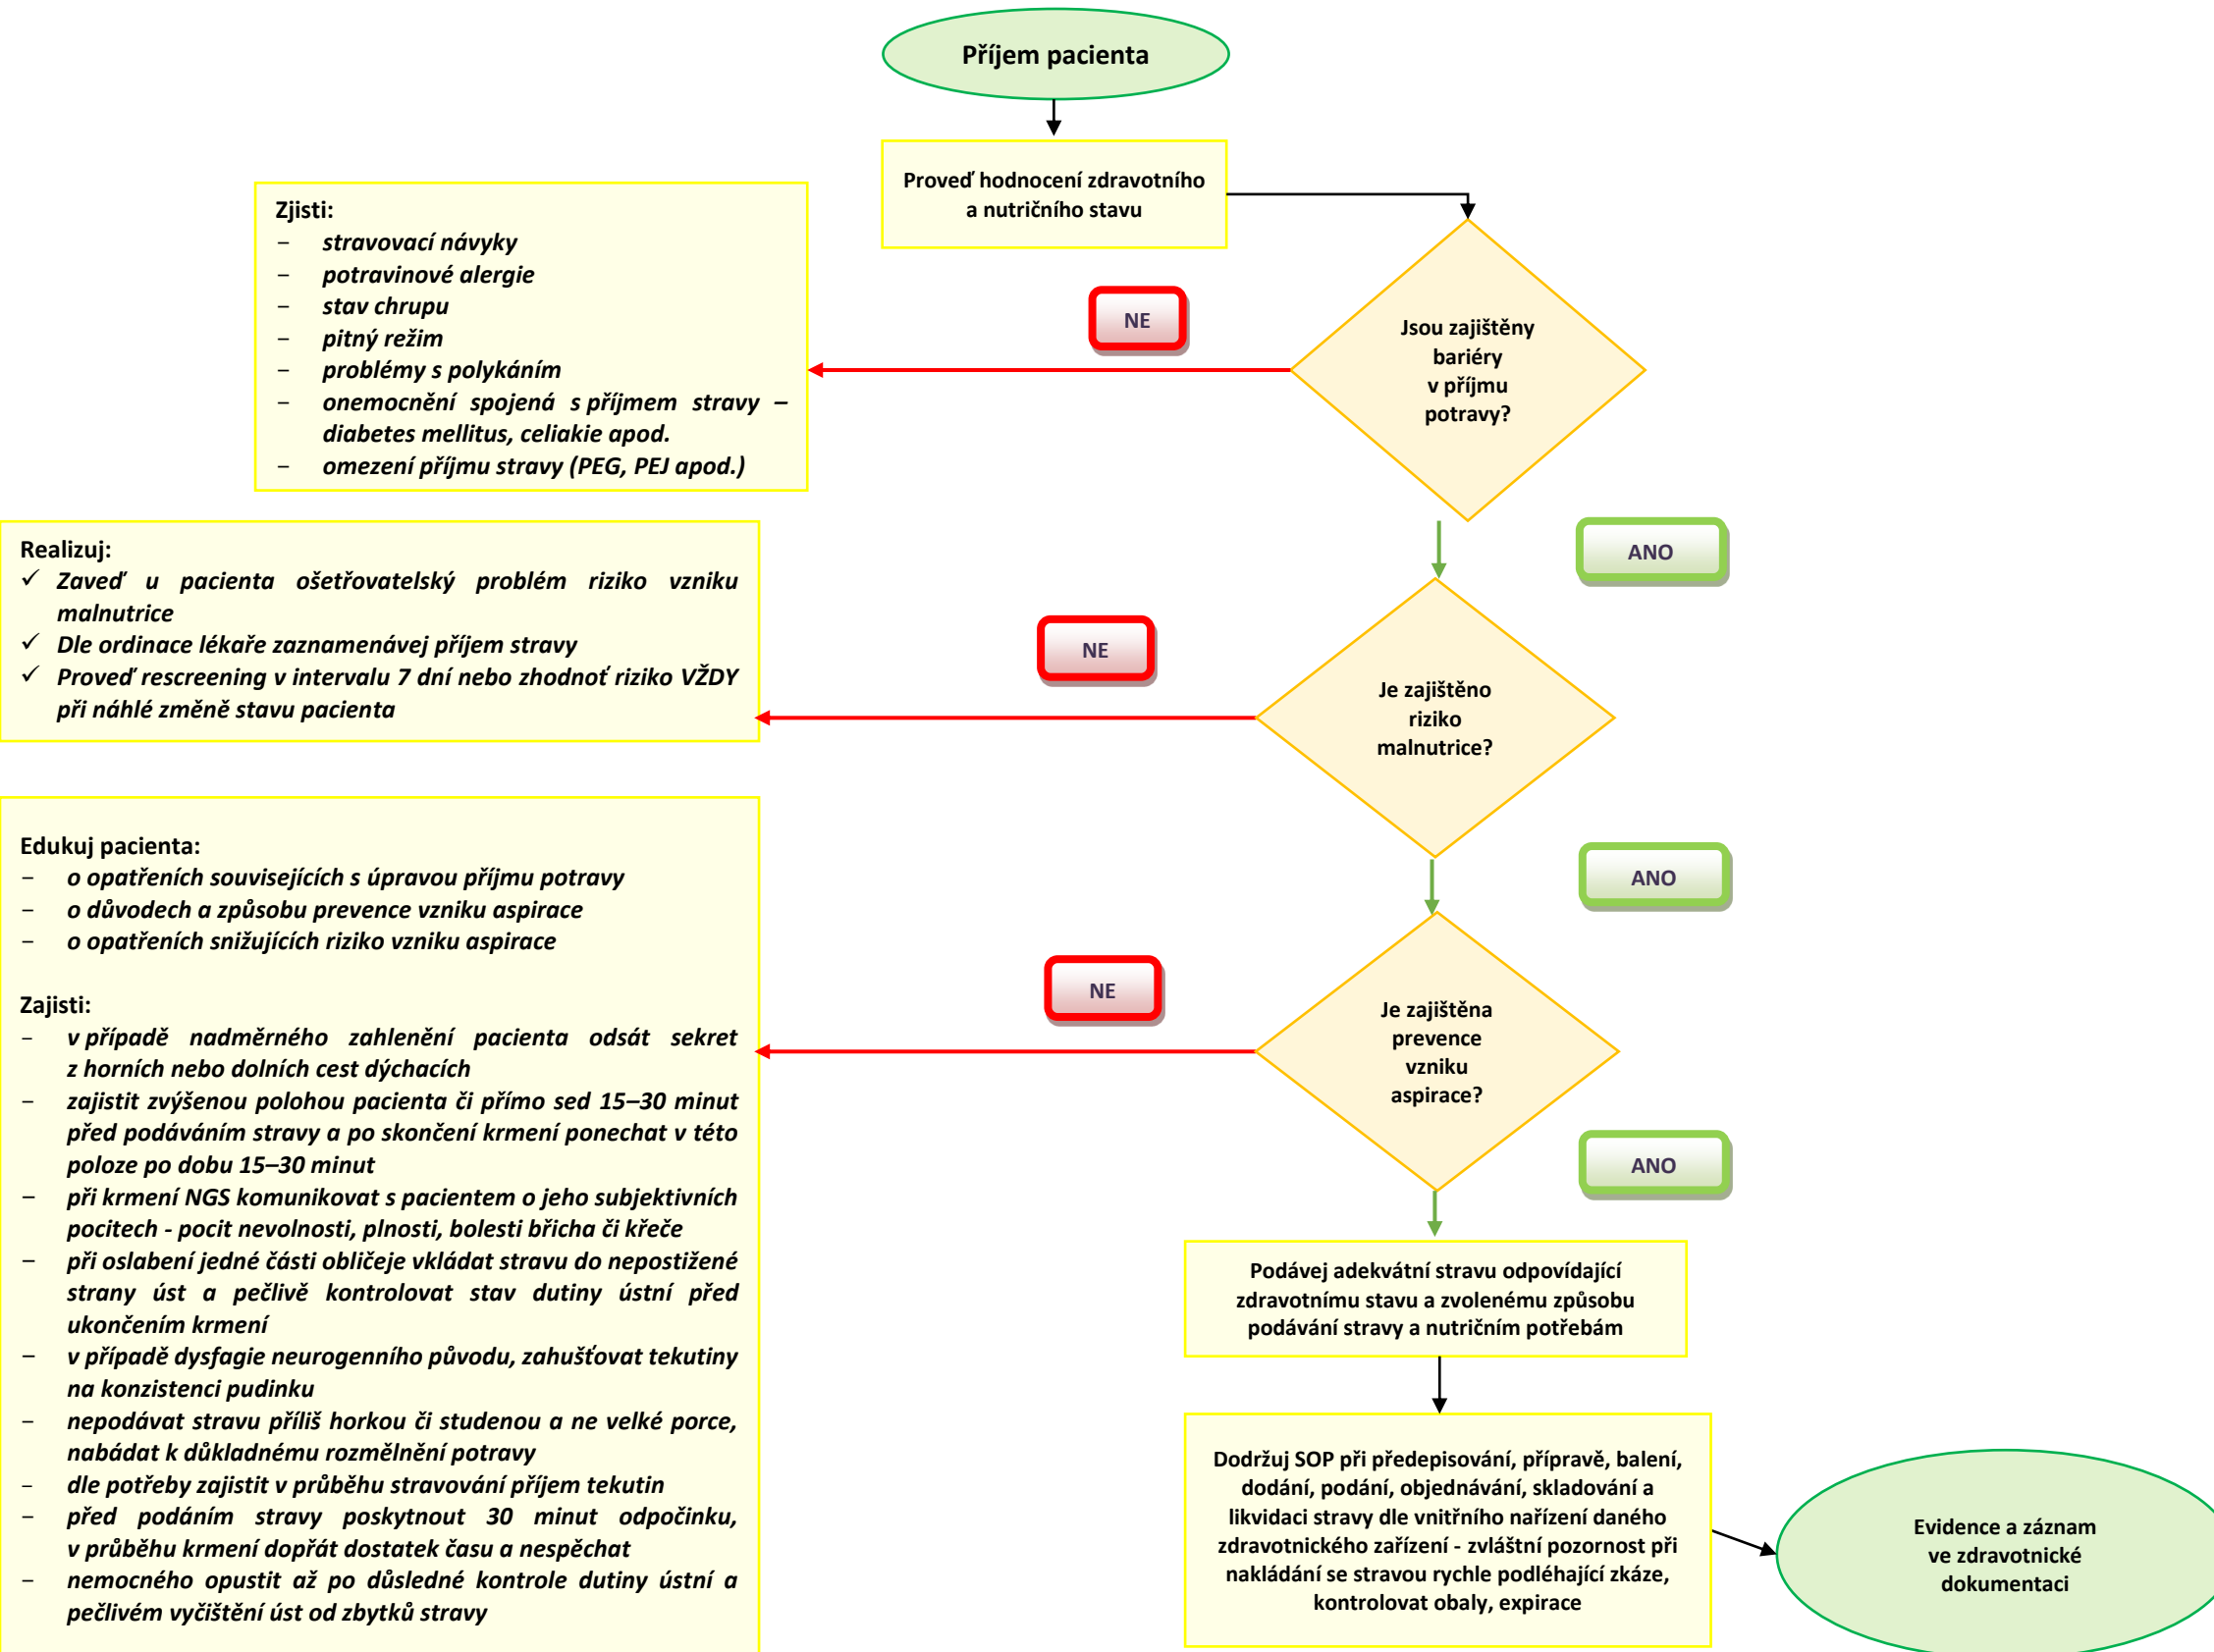 Příjem pacienta
Proveď hodnocení zdravotního
a nutričního stavu
Zjisti:
– stravovací návyky
– potravinové alergie
– stav chrupu
– pitný režim
– problémy s polykáním
– onemocnění spojená s příjmem stravy –
diabetes mellitus, celiakie apod.
– omezení příjmu stravy (PEG, PEJ apod.)
NE
Jsou zajištěny
bariéry
v příjmu
potravy?
ANO
Realizuj:
✓ Zaveď u pacienta ošetřovatelský problém riziko vzniku
malnutrice
✓ Dle ordinace lékaře zaznamenávej příjem stravy
✓ Proveď rescreening v intervalu 7 dní nebo zhodnoť riziko VŽDY
při náhlé změně stavu pacienta
NE
Je zajištěno
riziko
malnutrice?
ANO
Edukuj pacienta:
– o opatřeních souvisejících s úpravou příjmu potravy
– o důvodech a způsobu prevence vzniku aspirace
– o opatřeních snižujících riziko vzniku aspirace
Zajisti:
– v případě nadměrného zahlenění pacienta odsát sekret
z horních nebo dolních cest dýchacích
– zajistit zvýšenou polohou pacienta či přímo sed 15–30 minut
před podáváním stravy a po skončení krmení ponechat v této
poloze po dobu 15–30 minut
– při krmení NGS komunikovat s pacientem o jeho subjektivních
pocitech - pocit nevolnosti, plnosti, bolesti břicha či křeče
– při oslabení jedné části obličeje vkládat stravu do nepostižené
strany úst a pečlivě kontrolovat stav dutiny ústní před
ukončením krmení
– v případě dysfagie neurogenního původu, zahušťovat tekutiny
na konzistenci pudinku
– nepodávat stravu příliš horkou či studenou a ne velké porce,
nabádat k důkladnému rozmělnění potravy
– dle potřeby zajistit v průběhu stravování příjem tekutin
– před podáním stravy poskytnout 30 minut odpočinku,
v průběhu krmení dopřát dostatek času a nespěchat
– nemocného opustit až po důsledné kontrole dutiny ústní a
pečlivém vyčištění úst od zbytků stravy
NE
Je zajištěna
prevence
vzniku
aspirace?
ANO
Podávej adekvátní stravu odpovídající
zdravotnímu stavu a zvolenému způsobu
podávání stravy a nutričním potřebám
Dodržuj SOP při předepisování, přípravě, balení,
dodání, podání, objednávání, skladování a
likvidaci stravy dle vnitřního nařízení daného
zdravotnického zařízení - zvláštní pozornost při
nakládání se stravou rychle podléhající zkáze,
kontrolovat obaly, expirace
Evidence a záznam
ve zdravotnické
dokumentaci